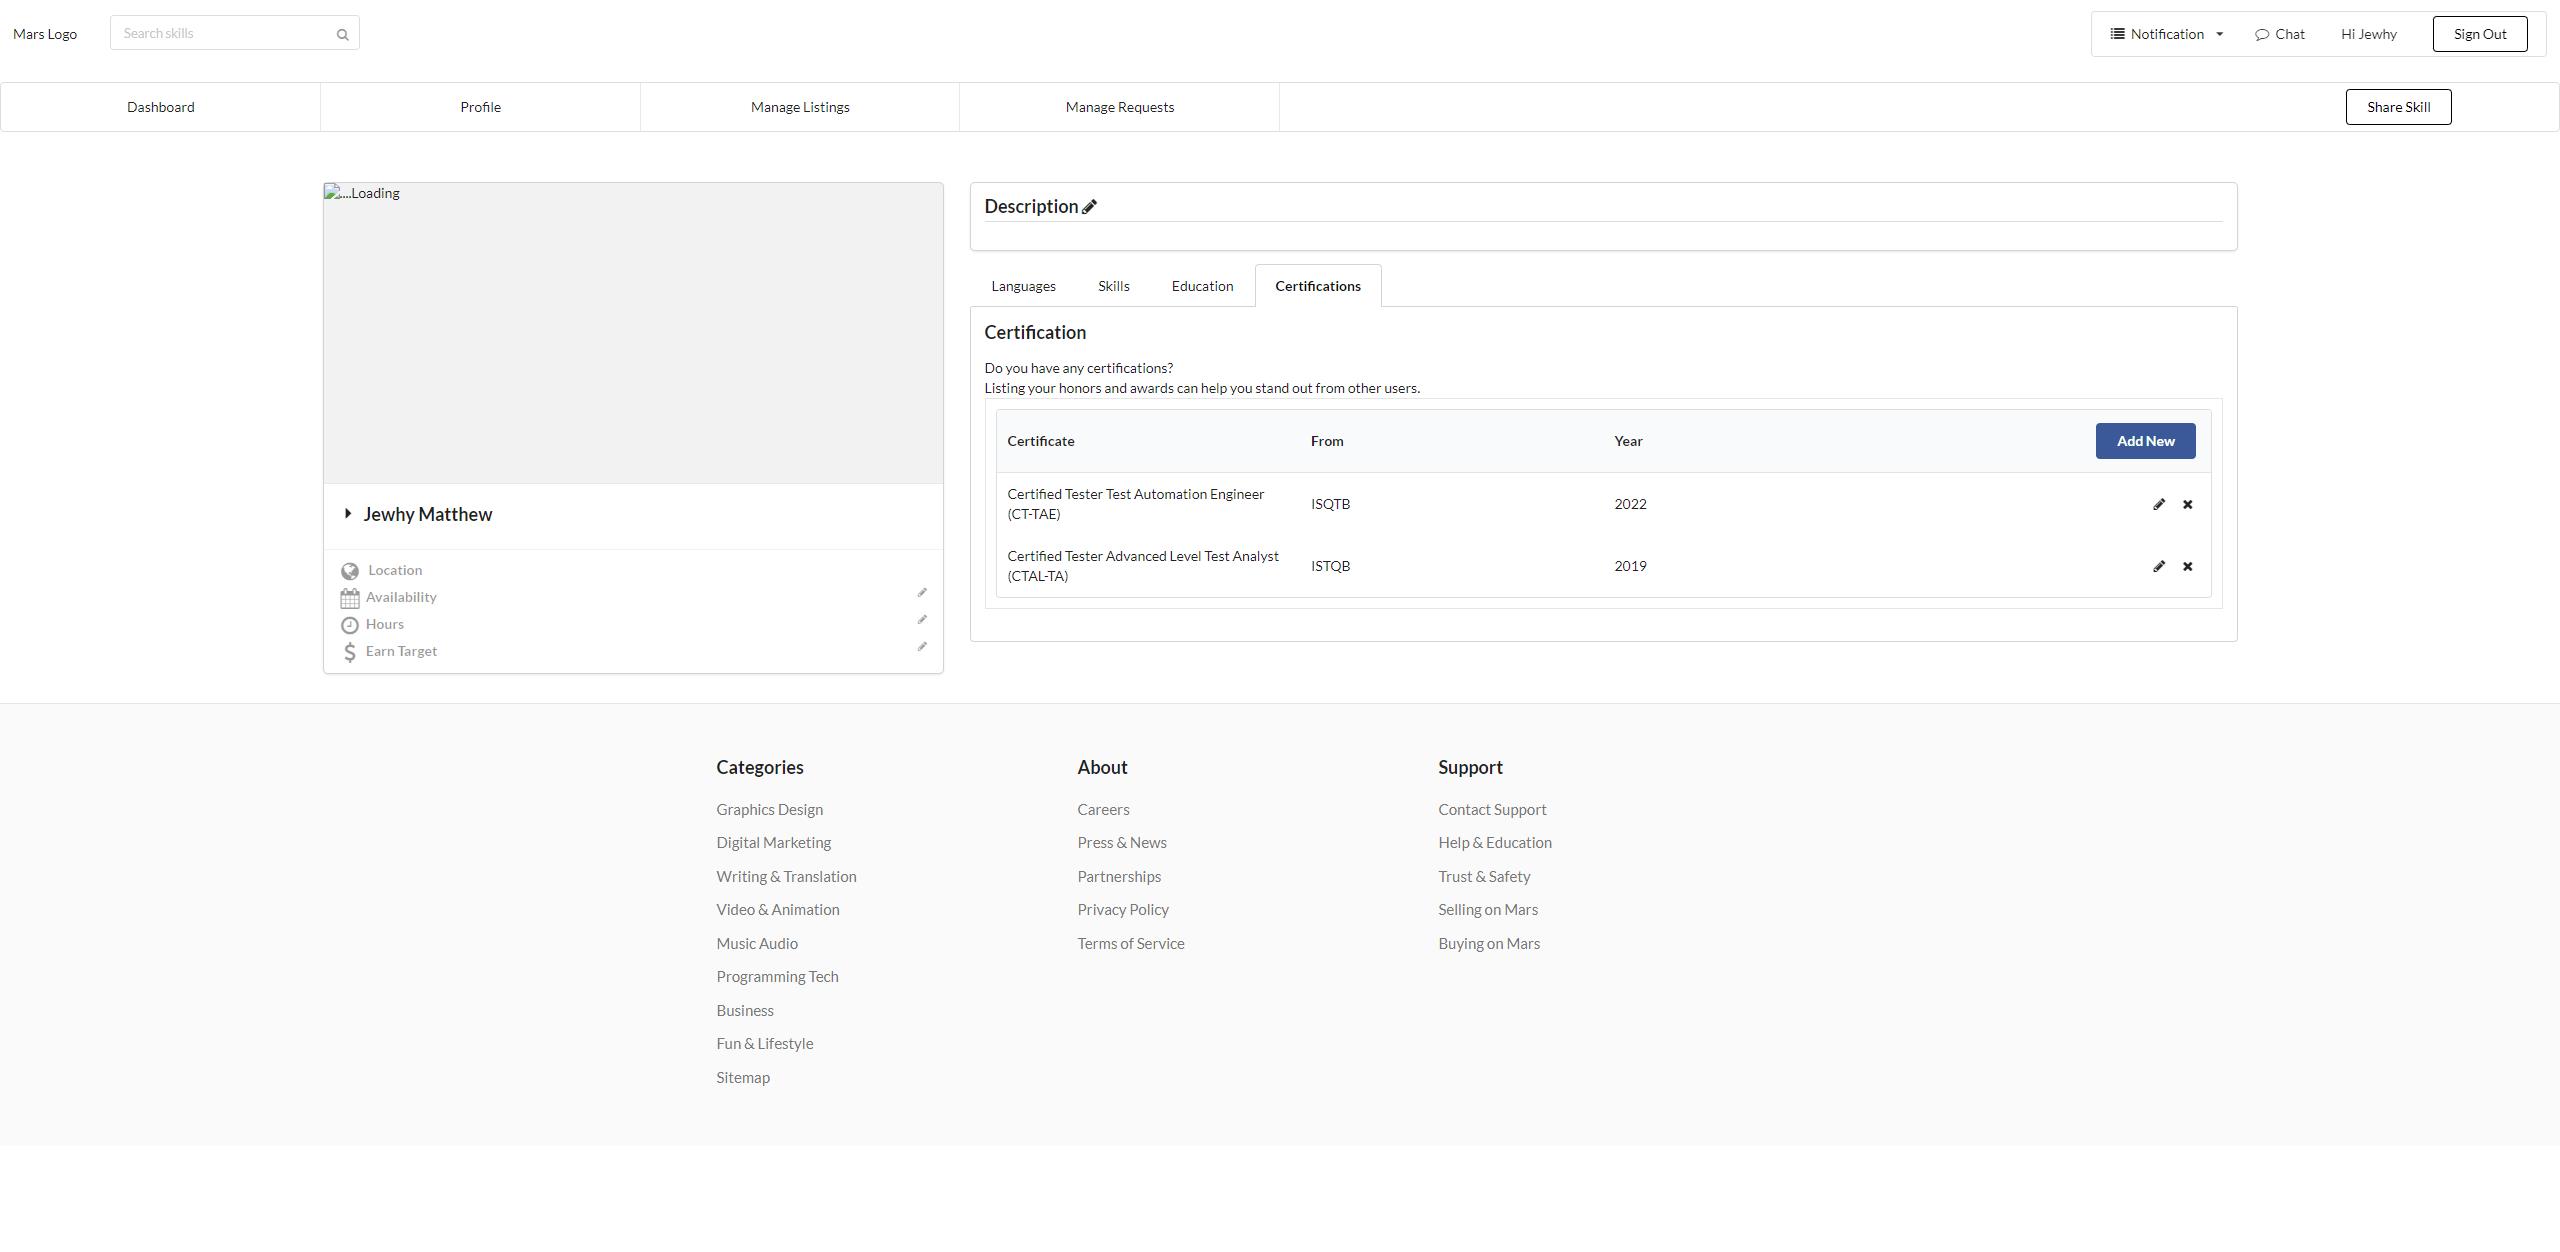 Mars Logo
Search skills
Notification
Chat
Hi Jewhy
Sign Out
Dashboard
Profile
Manage Listings
Manage Requests
Share Skill
....Loading
Jewhy Matthew
Location
Availability
Hours
Earn Target
Description
Languages
Skills
Education
Certifications
Certification
Do you have any certifications?
Listing your honors and awards can help you stand out from other users.
Certificate
From
Year
Add New
Certified Tester Test Automation Engineer
(CT-TAE)
ISQTB
2022
Certified Tester Advanced Level Test Analyst
(CTAL-TA)
ISTQB
2019
Categories
Graphics Design
Digital Marketing
Writing & Translation
Video & Animation
Music Audio
Programming Tech
Business
Fun & Lifestyle
Sitemap
About
Careers
Press & News
Partnerships
Privacy Policy
Terms of Service
Support
Contact Support
Help & Education
Trust & Safety
Selling on Mars
Buying on Mars